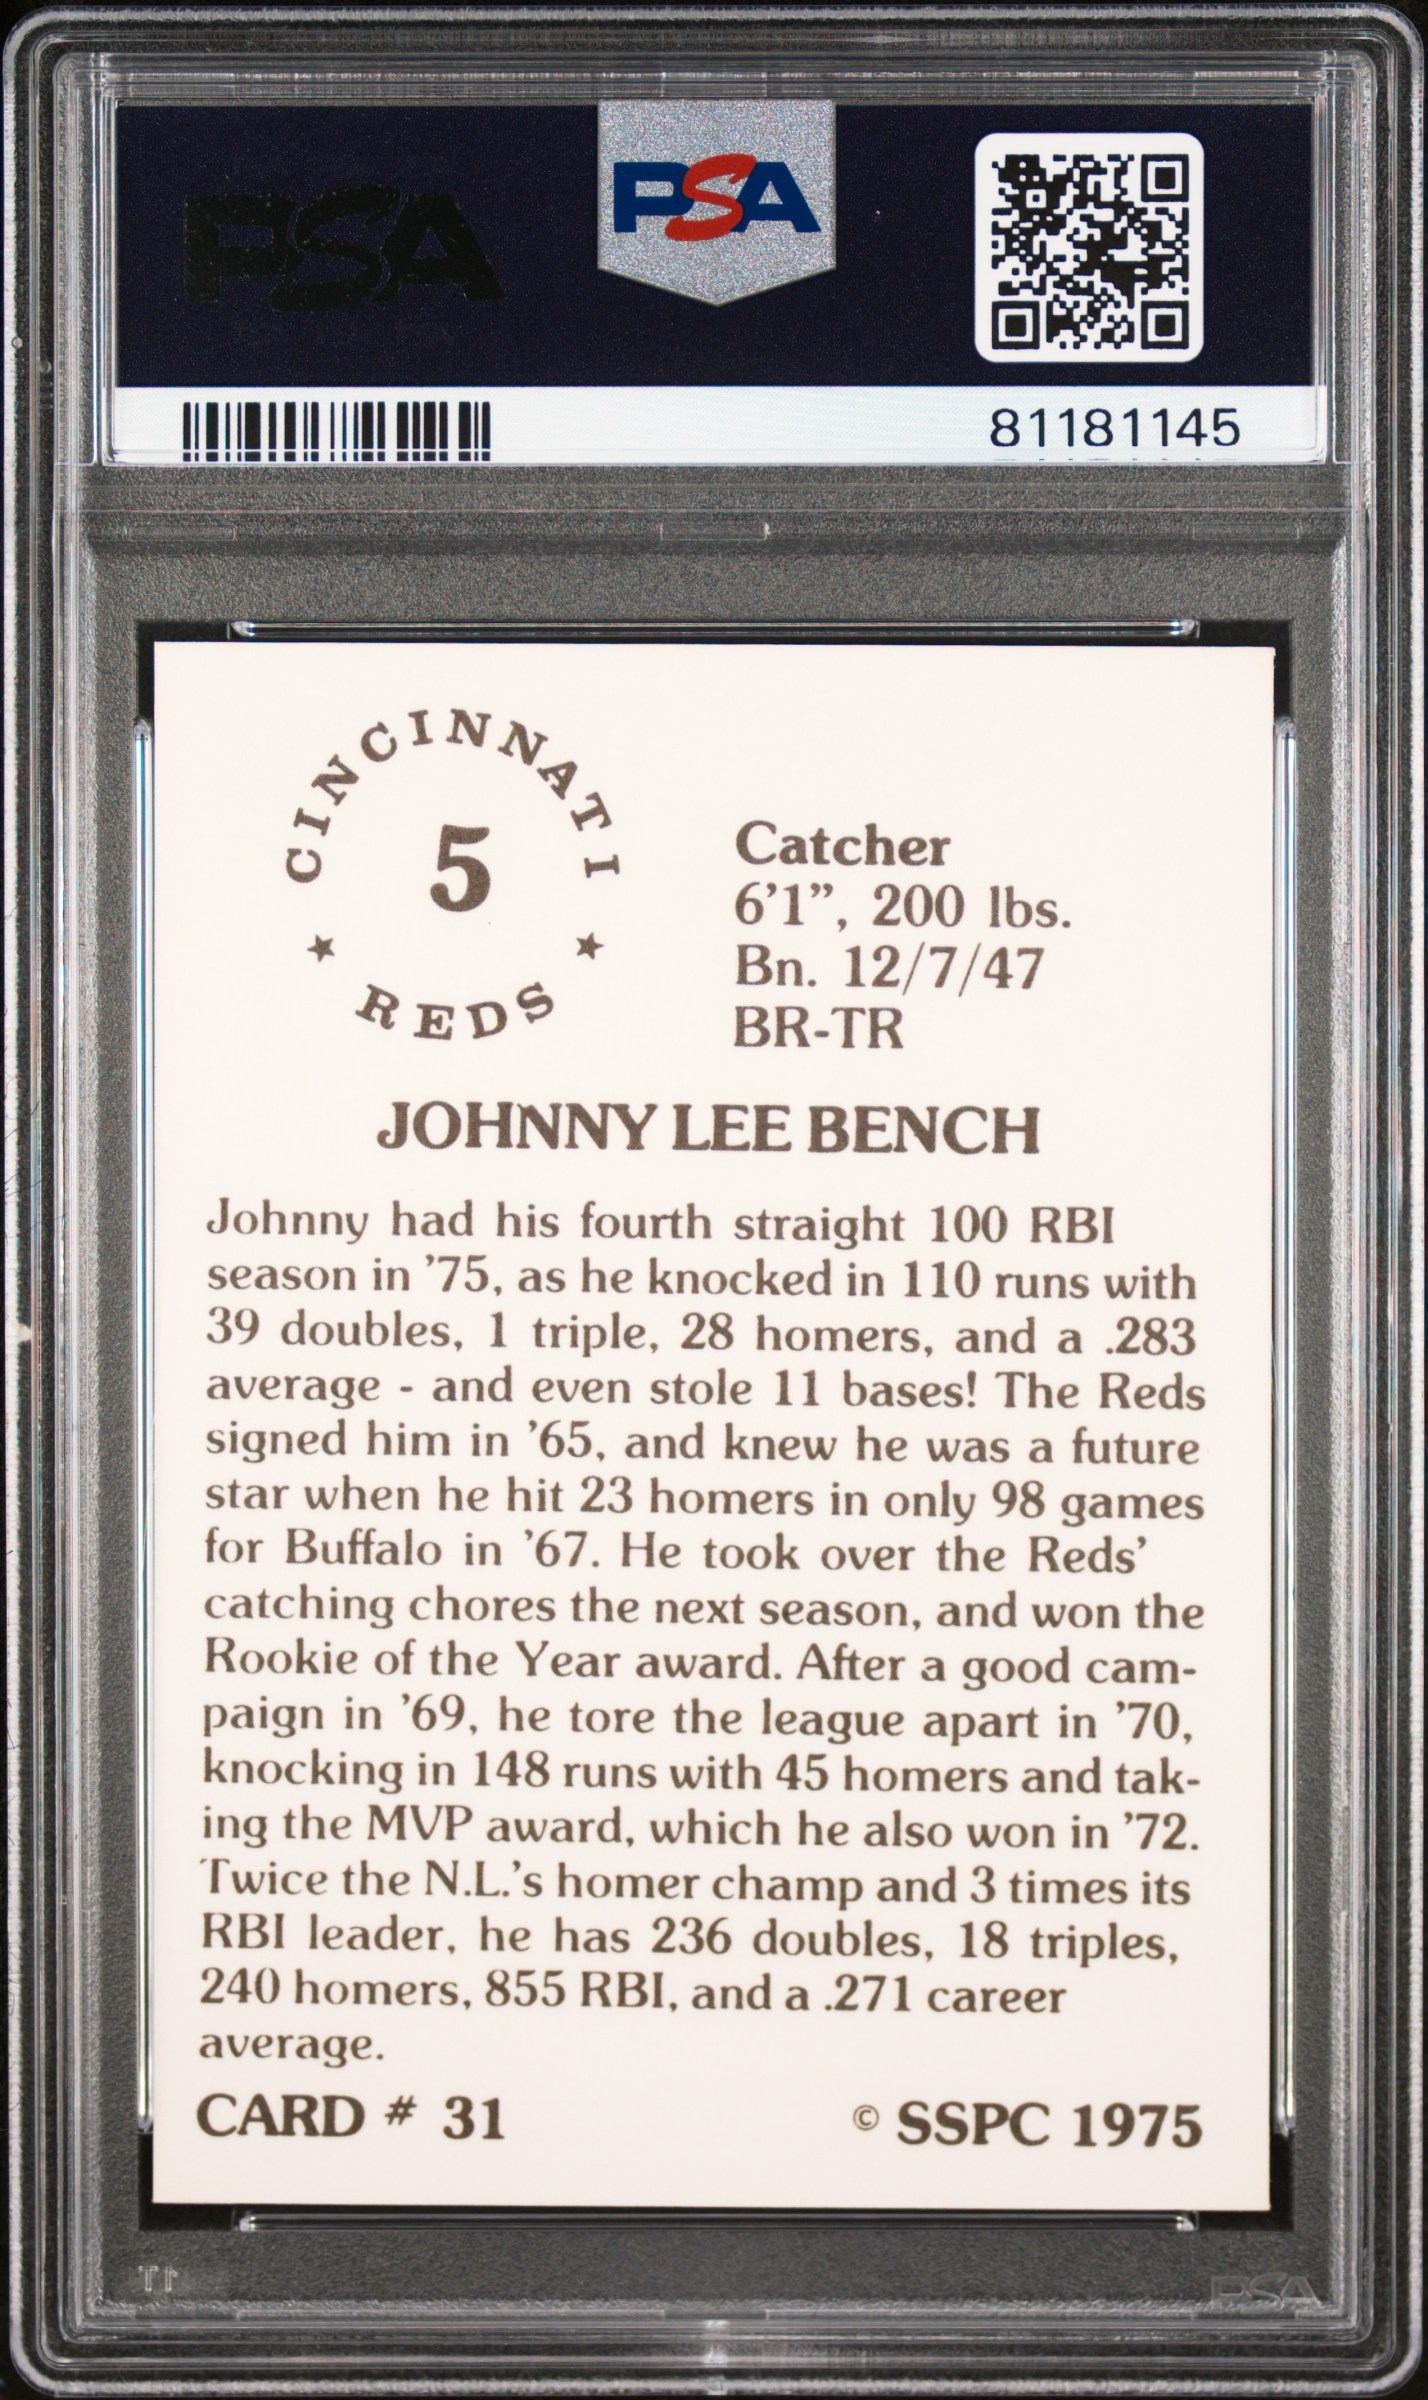 PSA
PSA
81181145
CINCINNATI
5
★ ★
REDS
Catcher
6'1”, 200 lbs.
Bn. 12/7/47
BR-TR
JOHNNY LEE BENCH
Johnny had his fourth straight 100 RBI
season in ’75, as he knocked in 110 runs with
39 doubles, 1 triple, 28 homers, and a .283
average - and even stole 11 bases! The Reds
signed him in ’65, and knew he was a future
star when he hit 23 homers in only 98 games
for Buffalo in ’67. He took over the Reds’
catching chores the next season, and won the
Rookie of the Year award. After a good cam-
paign in ’69, he tore the league apart in ’70,
knocking in 148 runs with 45 homers and tak-
ing the MVP award, which he also won in ’72.
Twice the N.L.’s homer champ and 3 times its
RBI leader, he has 236 doubles, 18 triples,
240 homers, 855 RBI, and a .271 career
average.
CARD # 31
© SSPC 1975
PSA